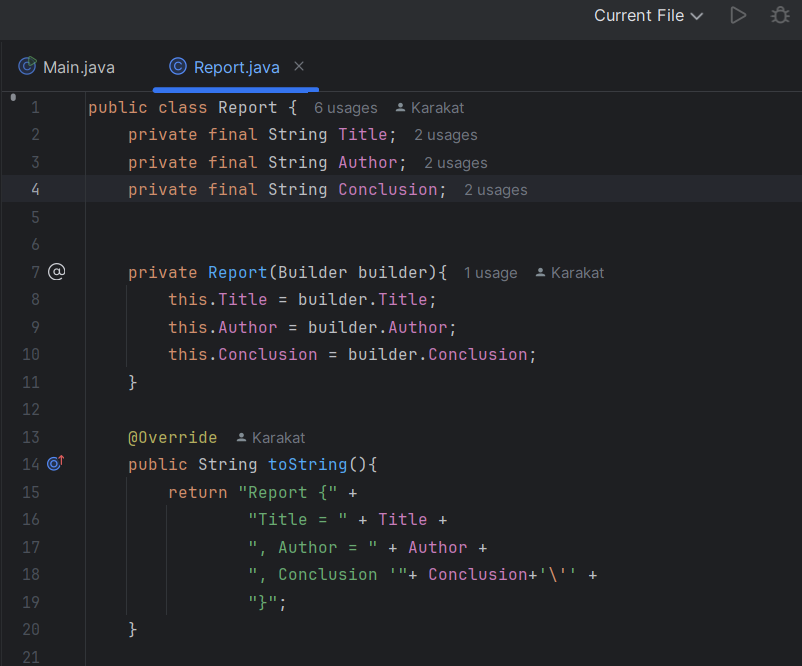 Current File
Main.java Report.java
1 public class Report { 6 usages Karakat
2 private final String Title; 2 usages
3 private final String Author; 2 usages
4 private final String Conclusion; 2 usages
5
6
7 private Report(Builder builder){ 1 usage Karakat
8 this.Title = builder.Title;
9 this.Author = builder.Author;
10 this.Conclusion = builder.Conclusion;
11 }
12
13 @Override Karakat
14 public String toString(){
15 return "Report {" +
16 "Title = " + Title +
17 ", Author = " + Author +
18 ", Conclusion '"+ Conclusion+'\'' +
19 "}";
20 }
21